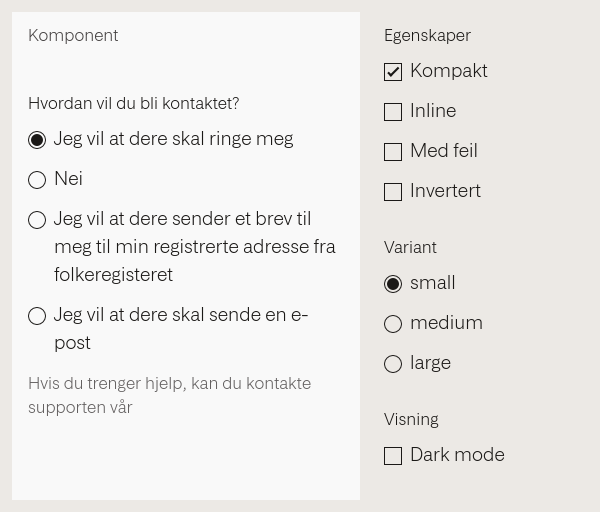 Komponent
Hvordan vil du bli kontaktet?
Jeg vil at dere skal ringe meg
Nei
Jeg vil at dere sender et brev til
meg til min registrerte adresse fra
folkeregisteret
Jeg vil at dere skal sende en e-
post
Hvis du trenger hjelp, kan du kontakte
supporten vår
Egenskaper
Kompakt
Inline
Med feil
Invertert
Variant
small
medium
large
Visning
Dark mode